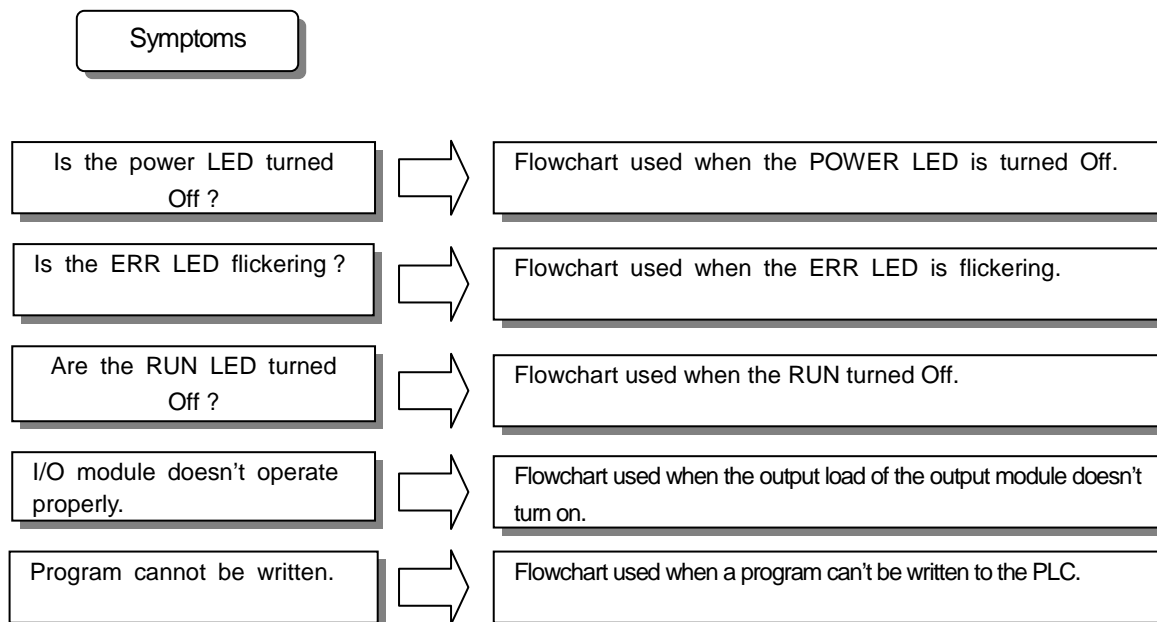 Symptoms
Is the power LED turned
Off ?
Flowchart used when the POWER LED is turned Off.
Is the ERR LED flickering ?
Flowchart used when the ERR LED is flickering.
Are the RUN LED turned
Off ?
Flowchart used when the RUN turned Off.
I/O module doesn't operate
properly.
Flowchart used when the output load of the output module doesn't
turn on.
Program cannot be written.
Flowchart used when a program can't be written to the PLC.